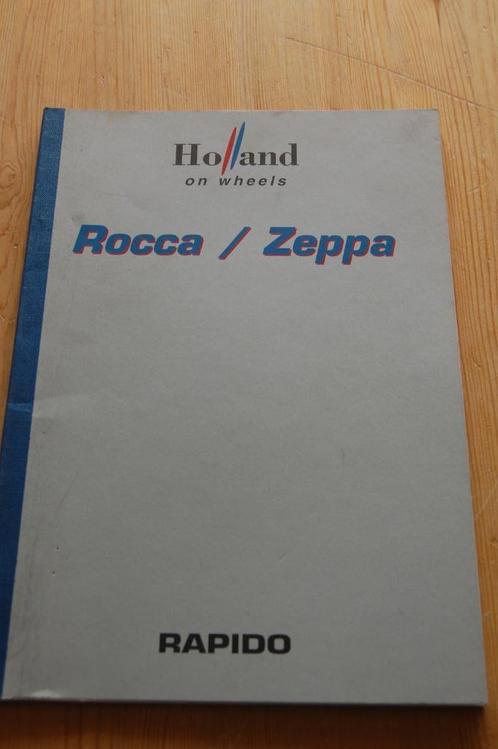 Holland
on wheels
Rocca / Zeppa
RAPIDO